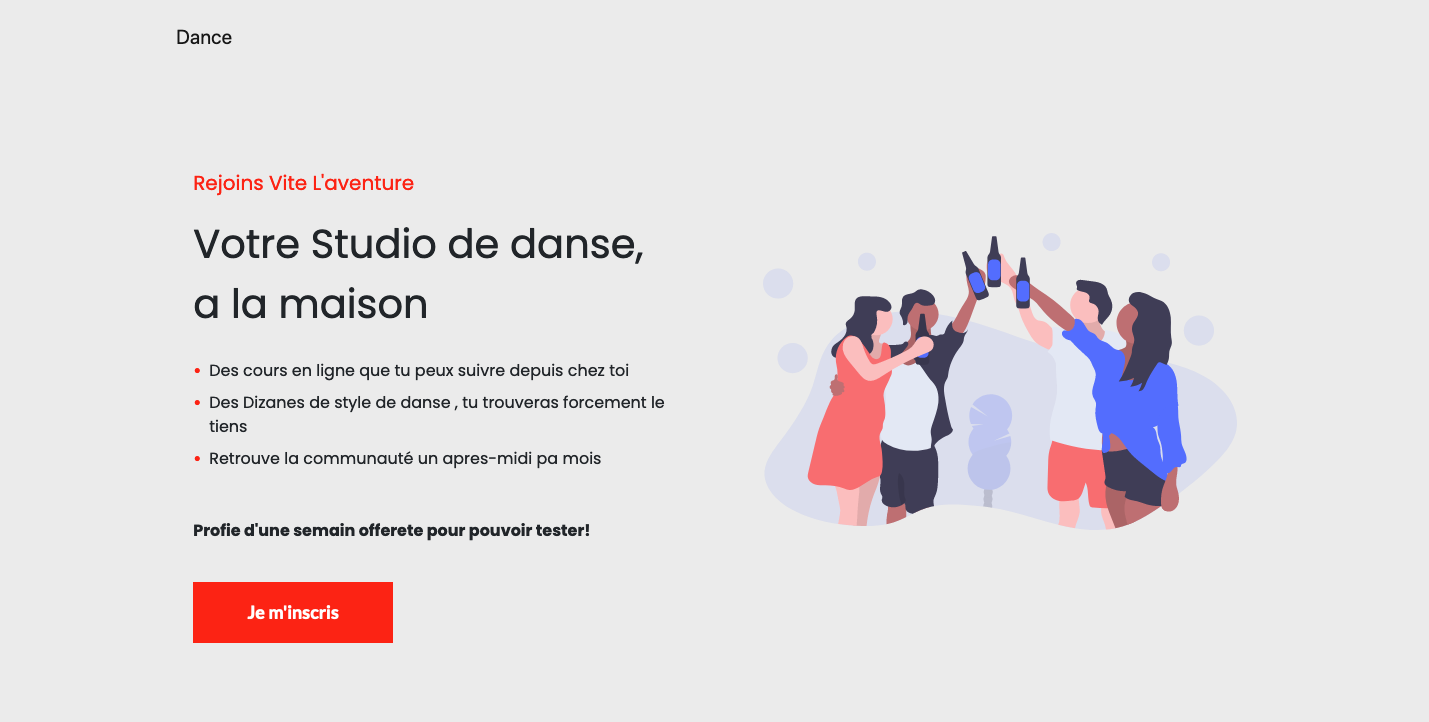 Dance
Rejoins Vite L'aventure
Votre Studio de danse,
a la maison
• Des cours en ligne que tu peux suivre depuis chez toi
• Des Dizanes de style de danse , tu trouveras forcement le
tiens
• Retrouve la communauté un apres-midi pa mois
Profie d'une semain offerete pour pouvoir tester!
Je m'inscris